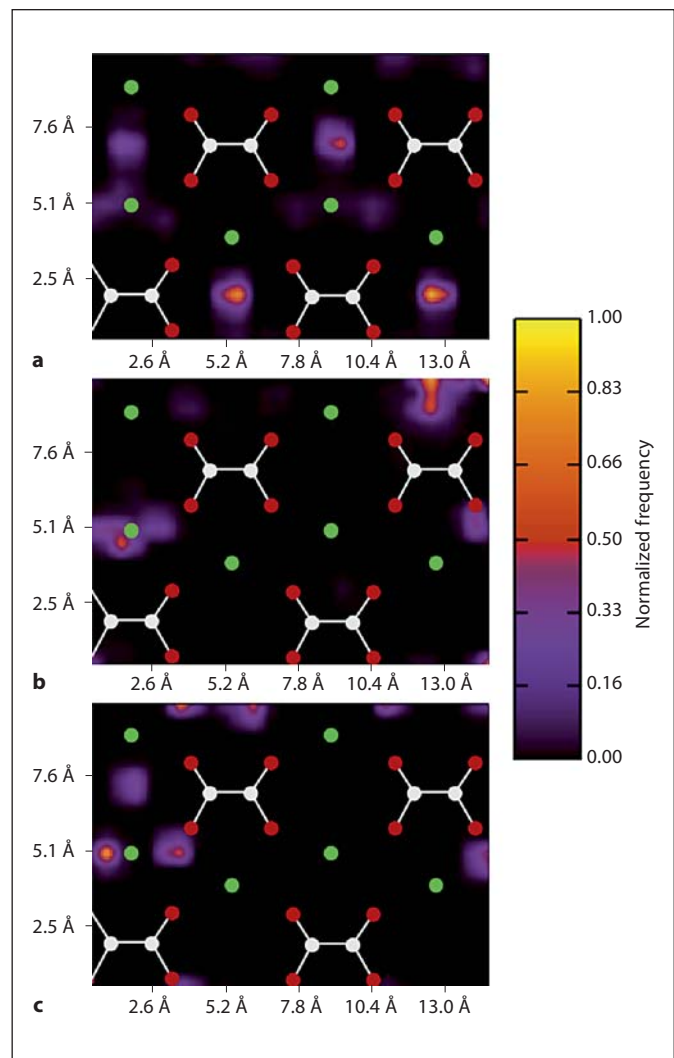 7.6 Å
5.1 Å
2.5 Å
a
2.6 Å 5.2 Å 7.8 Å 10.4 Å 13.0 Å
7.6 Å
5.1 Å
2.5 Å
b
2.6 Å 5.2 Å 7.8 Å 10.4 Å 13.0 Å
7.6 Å
5.1 Å
2.5 Å
c
2.6 Å 5.2 Å 7.8 Å 10.4 Å 13.0 Å
1.00
0.83
0.66
0.50
0.33
0.16
0.00
Normalized frequency